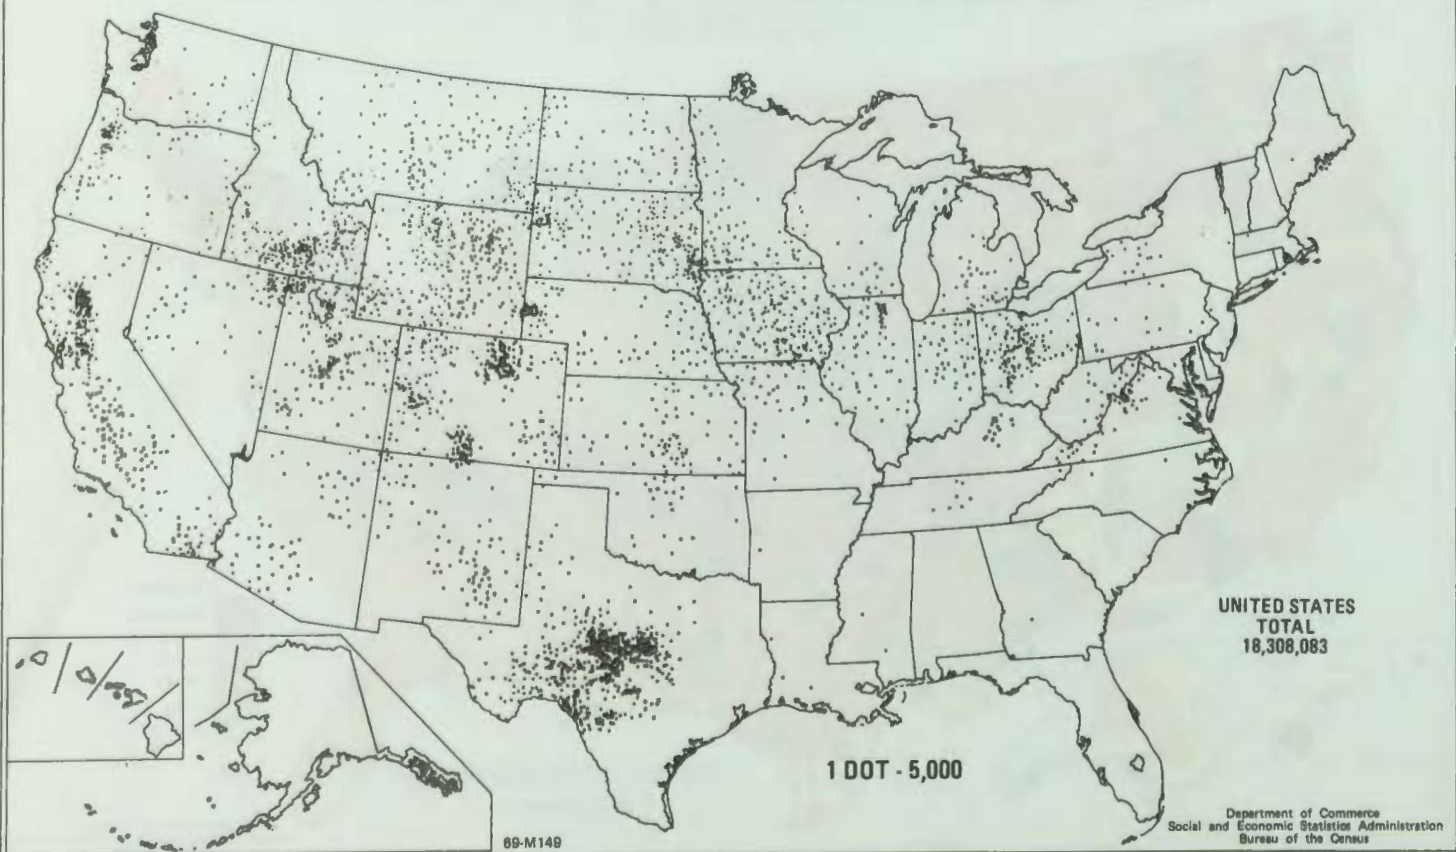 UNITED STATES
TOTAL
18,308,083
1 DOT - 5,000
Department of Commerce
Social and Economic Statistics Administration
Bureau of the Census
69-M149